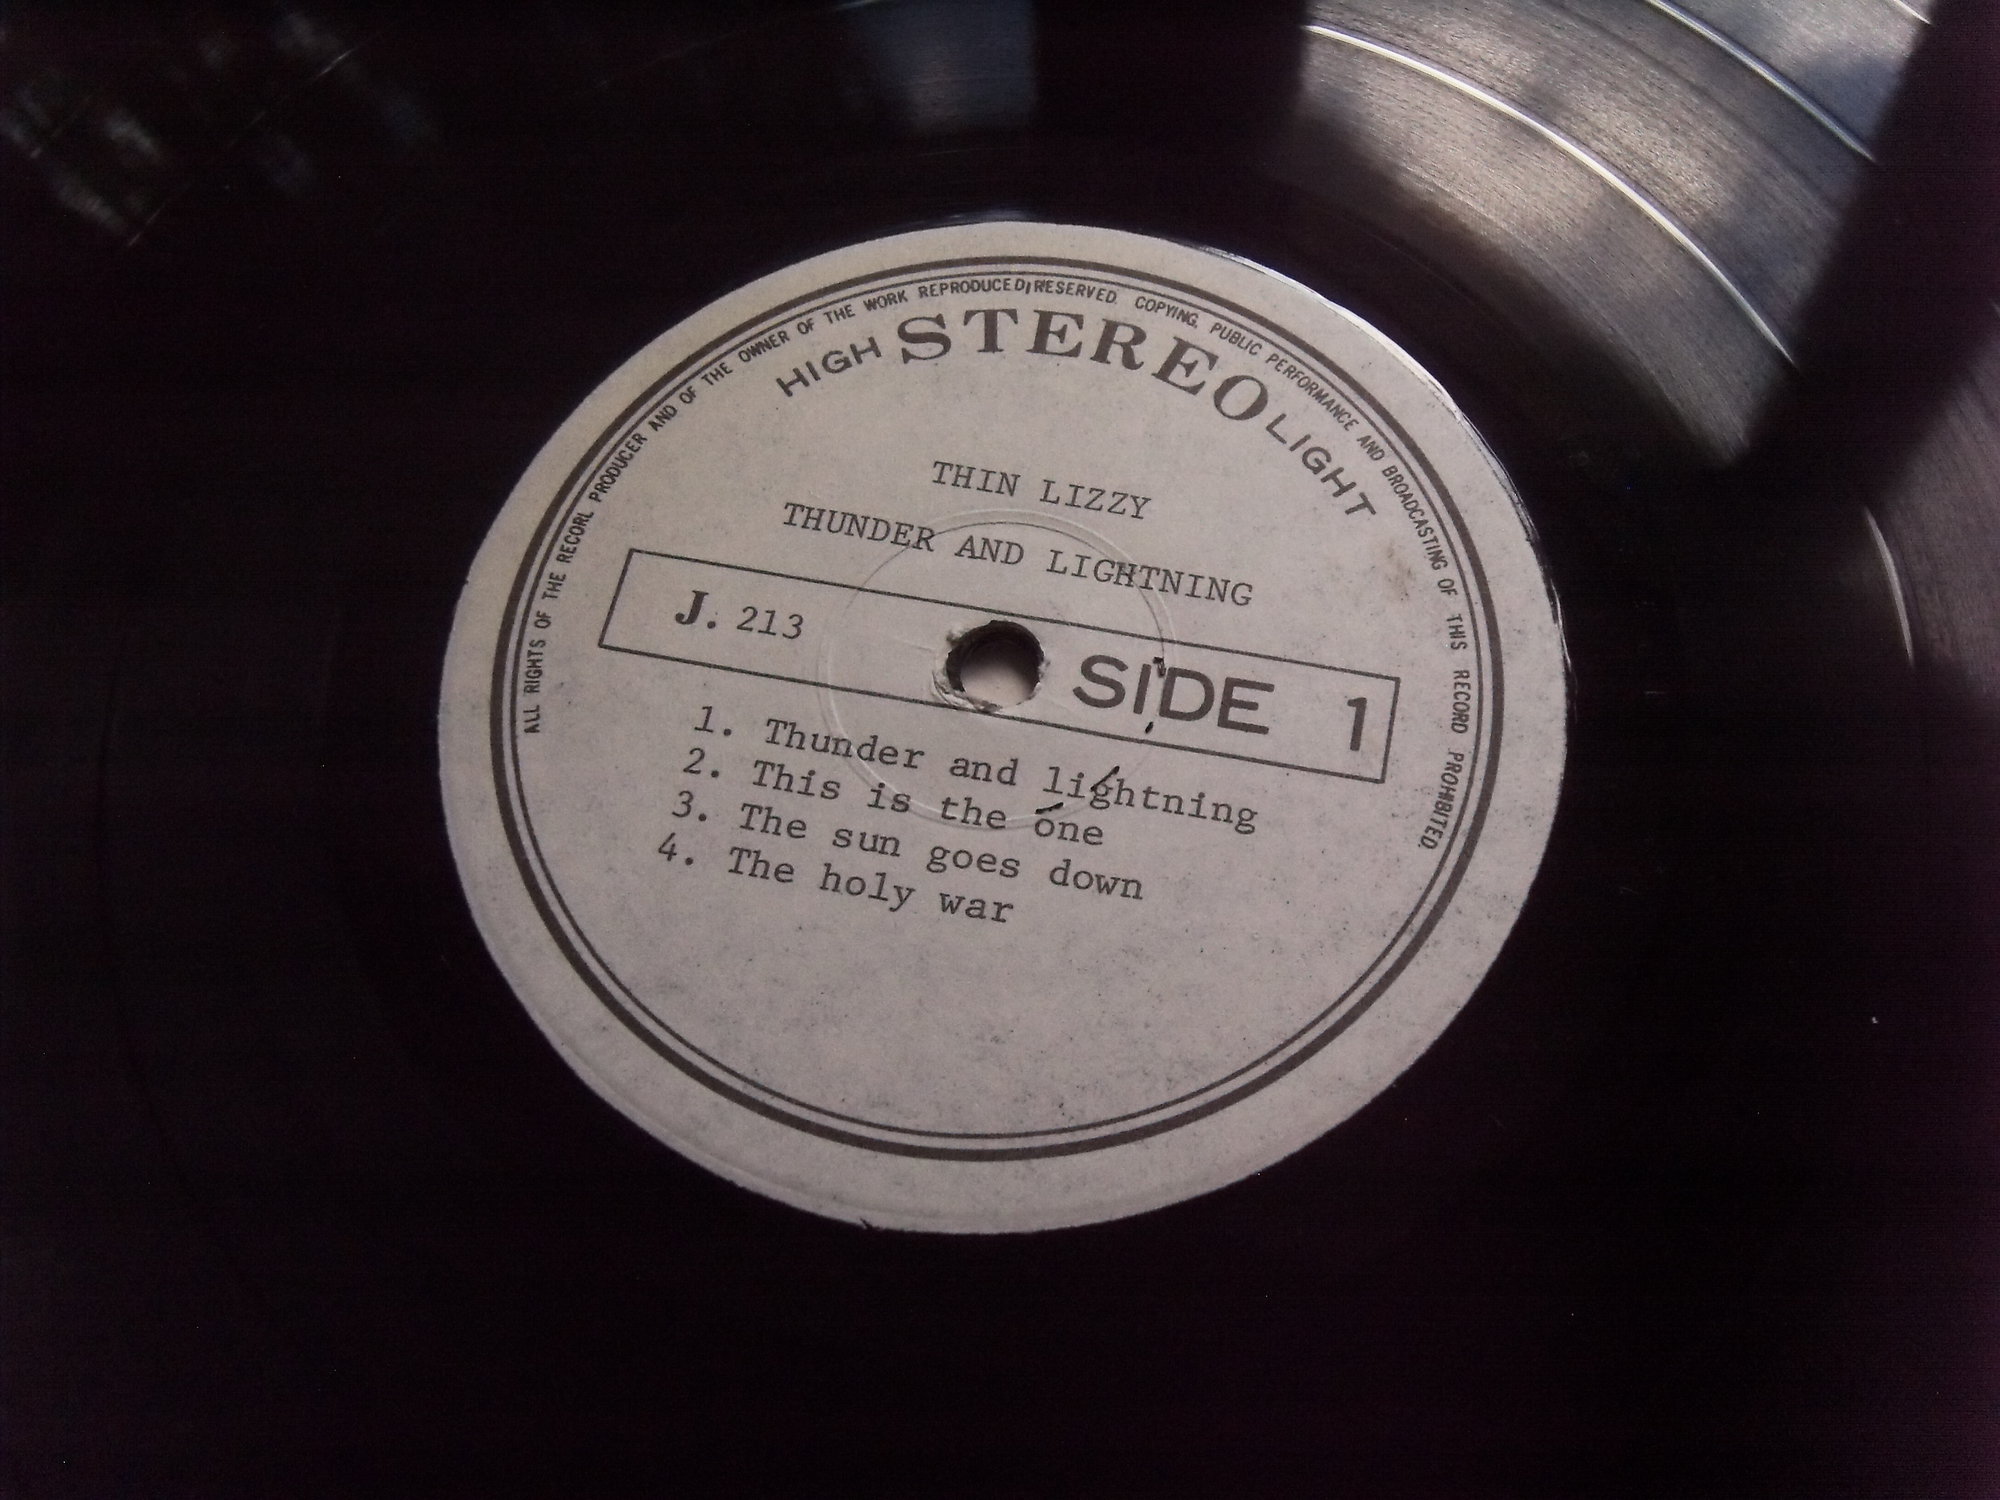 ALL RIGHTS OF THE RECORL PRODUCER AND OF THE OWNER OF THE WORK REPRODUCED, RESERVED. COPYING, PUBLIC PERFORMANCE AND BROADCASTING OF THIS RECORD PROHIBITED.
HIGH STEREO LIGHT
THIN LIZZY
THUNDER AND LIGHTNING
J. 213
SIDE 1
1. Thunder and lightning
2. This is the one
3. The sun goes down
4. The holy war